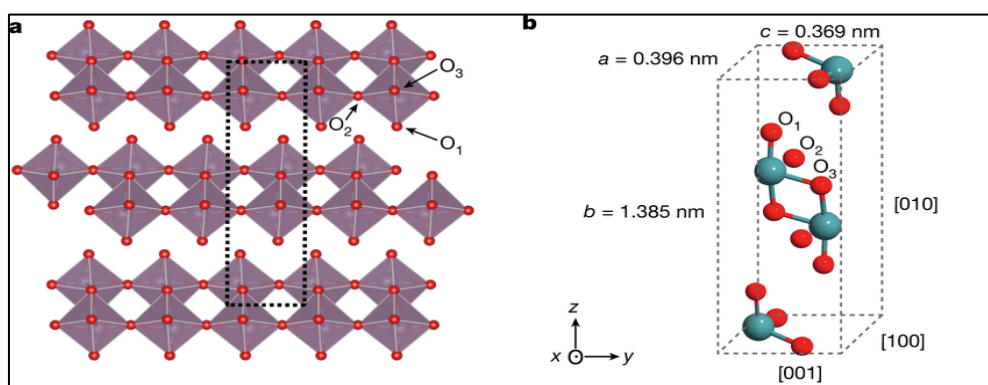 a
O₃
O₂
O₁
b
c = 0.369 nm
a = 0.396 nm
O₁
O₂
O₃
b = 1.385 nm
[010]
z
x
y
[100]
[001]